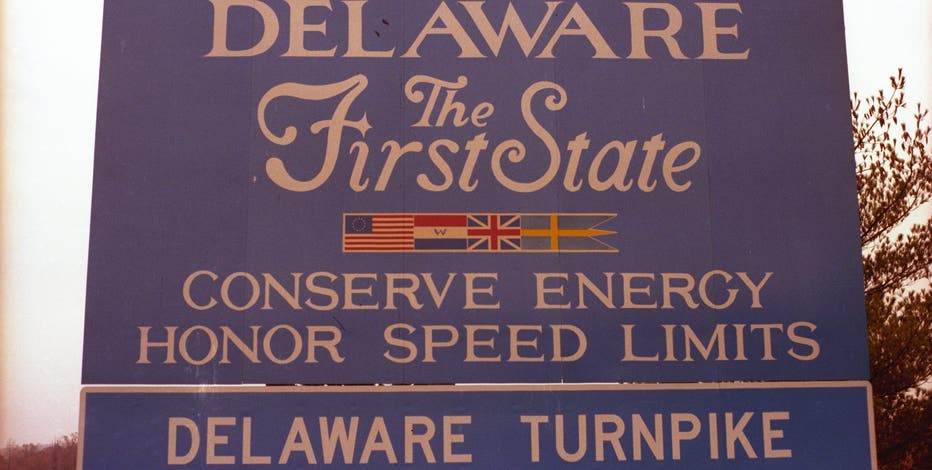 DELAWARE
The
First State
W
CONSERVE ENERGY
HONOR SPEED LIMITS
DELAWARE TURNPIKE